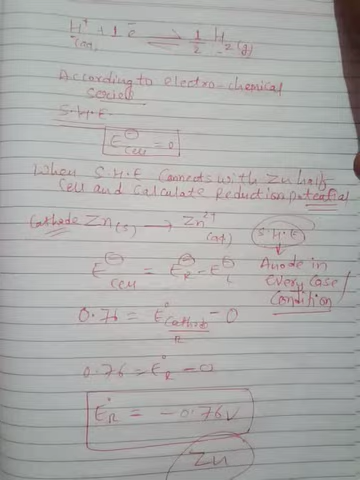 H⁺ + 1e⁻ ⇌ 1/2 H₂(g)
(aq)
According to electro-chemical
series
S.H.E
E⊖cell = 0
When S.H.E Connects with Zn half
Cell and Calculate Reduction potential
Cathode Zn(s) → Zn²⁺(aq) S.H.E
E⊖cell = E⊖R - E⊖L Anode in
every case/
Condition
0.76 = E°Cathode - 0
R
0.76 = E°R - 0
E°R = - 0.76V
Zn